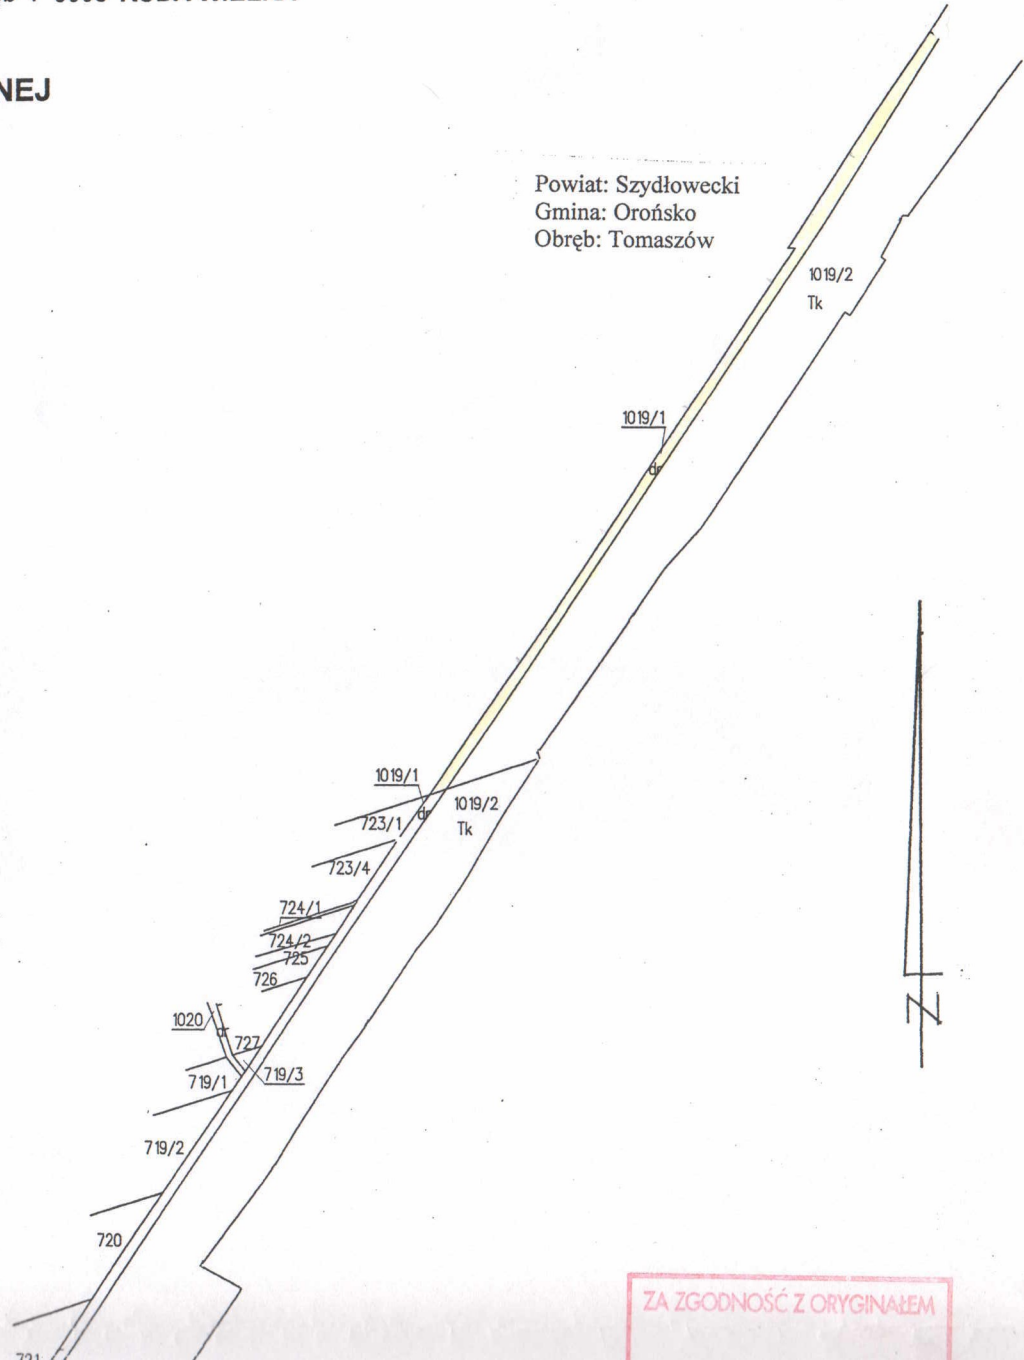 NEJ
Powiat: Szydłowecki
Gmina: Orońsko
Obręb: Tomaszów
1019/2
Tk
1019/1
dr
1019/1
dr
1019/2
Tk
723/1
723/4
724/1
724/2
725
726
1020
dr
727
719/3
719/1
719/2
720
721
N
ZA ZGODNOŚĆ Z ORYGINAŁEM